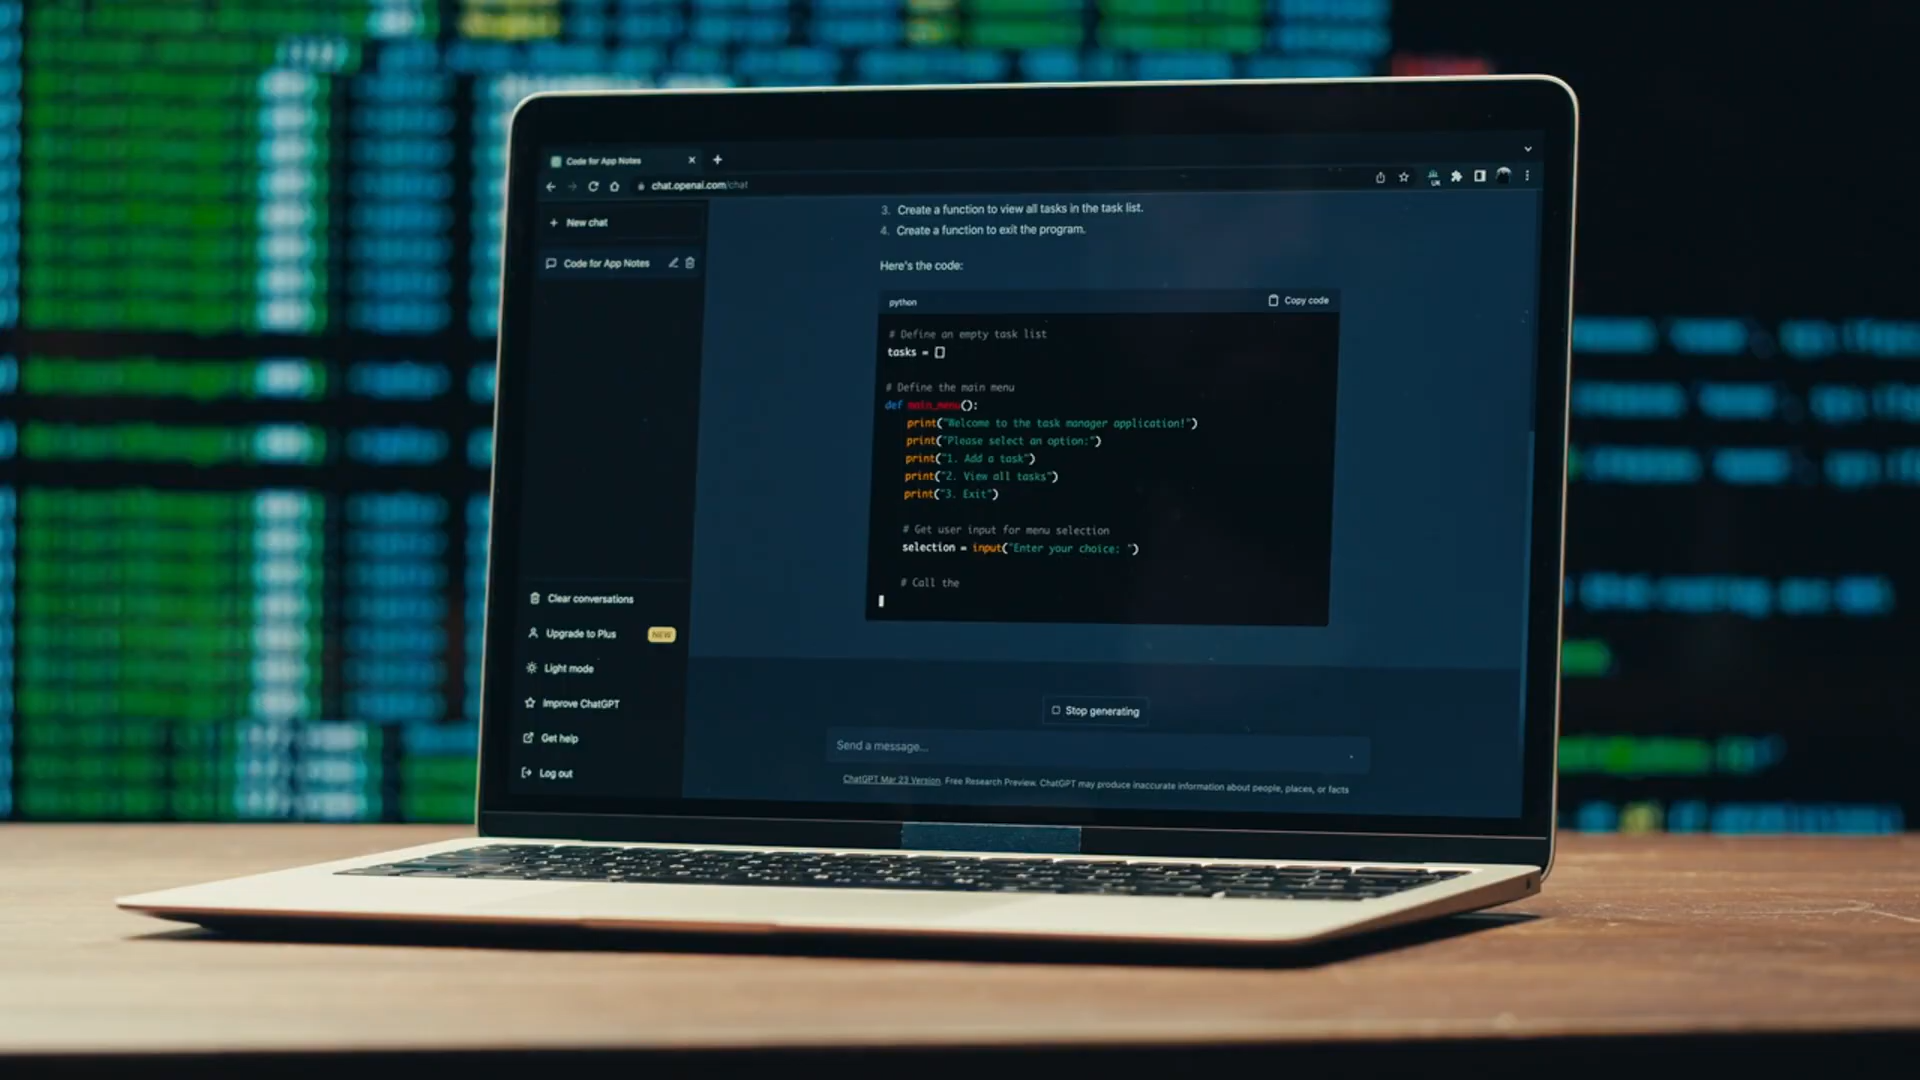 Code for App Notes
chat.openai.com/chat
UK
New chat
Code for App Notes
3. Create a function to view all tasks in the task list.
4. Create a function to exit the program.
Here's the code:
python
Copy code
# Define an empty task list
tasks = []
# Define the main menu
def main_menu():
print("Welcome to the task manager application!")
print("Please select an option:")
print("1. Add a task")
print("2. View all tasks")
print("3. Exit")
# Get user input for menu selection
selection = input("Enter your choice: ")
# Call the
Clear conversations
Upgrade to Plus NEW
Light mode
Improve ChatGPT
Get help
Log out
Stop generating
Send a message...
ChatGPT Mar 23 Version. Free Research Preview. ChatGPT may produce inaccurate information about people, places, or facts